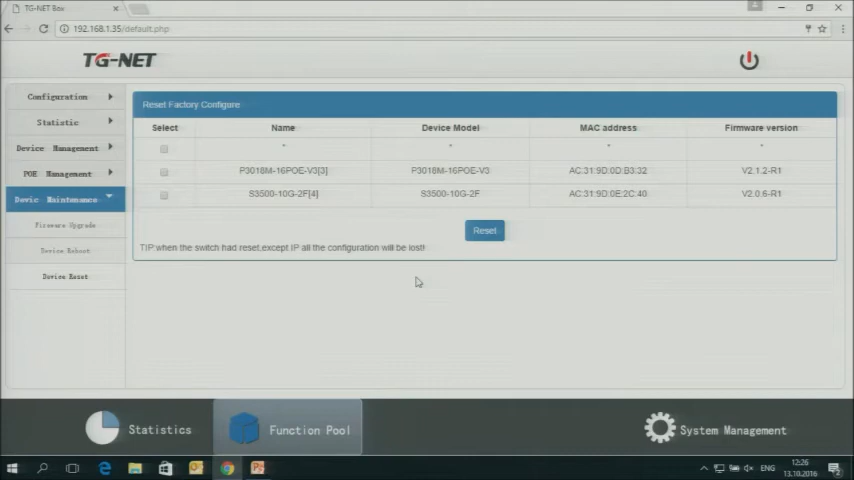 TG-NET Box
192.168.1.35/default.php
TG-NET
Configuration
Statistic
Device Management
POE Management
Devic Maintenance
Firmware Upgrade
Device Reboot
Device Reset
Reset Factory Configure
Select Name Device Model MAC address Firmware version
* * * *
P3018M-16POE-V3[3] P3018M-16POE-V3 AC:31:9D:0D:B3:32 V2.1.2-R1
S3500-10G-2F[4] S3500-10G-2F AC:31:9D:0E:2C:40 V2.0.6-R1
Reset
TIP:when the switch had reset,except IP all the configuration will be lost!
Statistics
Function Pool
System Management
ENG
12:26
13.10.2016